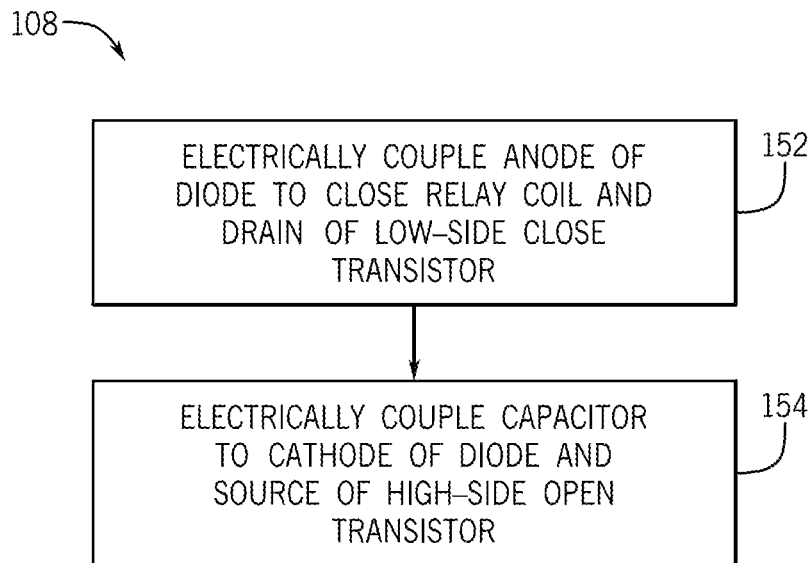 108
ELECTRICALLY COUPLE ANODE OF
DIODE TO CLOSE RELAY COIL AND
DRAIN OF LOW–SIDE CLOSE
TRANSISTOR
152
ELECTRICALLY COUPLE CAPACITOR
TO CATHODE OF DIODE AND
SOURCE OF HIGH–SIDE OPEN
TRANSISTOR
154